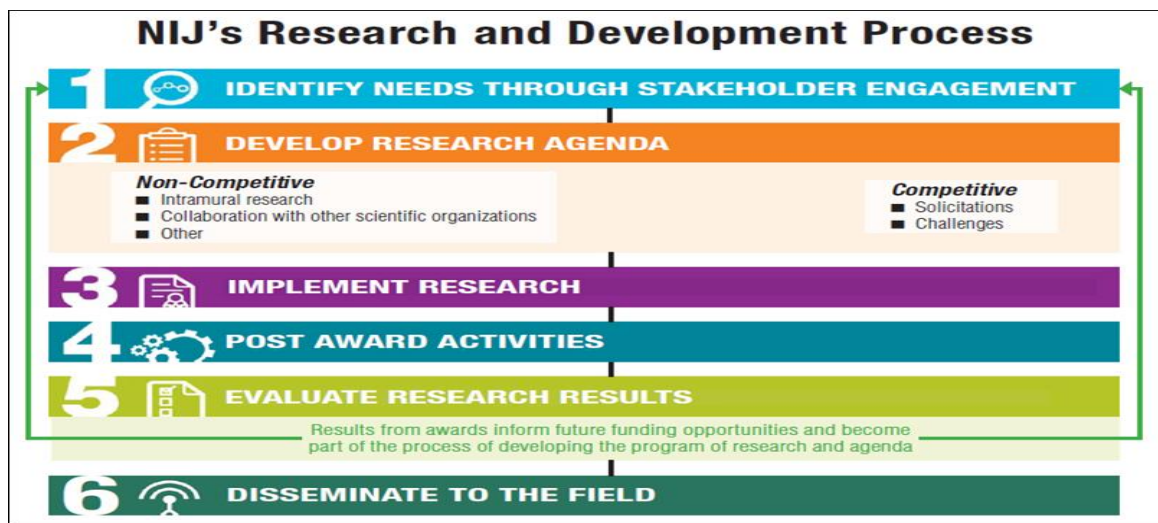 NIJ's Research and Development Process
1 IDENTIFY NEEDS THROUGH STAKEHOLDER ENGAGEMENT
2 DEVELOP RESEARCH AGENDA
Non-Competitive
■ Intramural research
■ Collaboration with other scientific organizations
■ Other
Competitive
■ Solicitations
■ Challenges
3 IMPLEMENT RESEARCH
4 POST AWARD ACTIVITIES
5 EVALUATE RESEARCH RESULTS
Results from awards inform future funding opportunities and become
part of the process of developing the program of research and agenda
6 DISSEMINATE TO THE FIELD